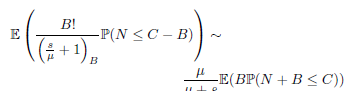 𝔼 ( B! / (s/μ + 1)_B ℙ(N ≤ C − B) ) ∼
μ / (μ + s) 𝔼(Bℙ(N + B ≤ C))